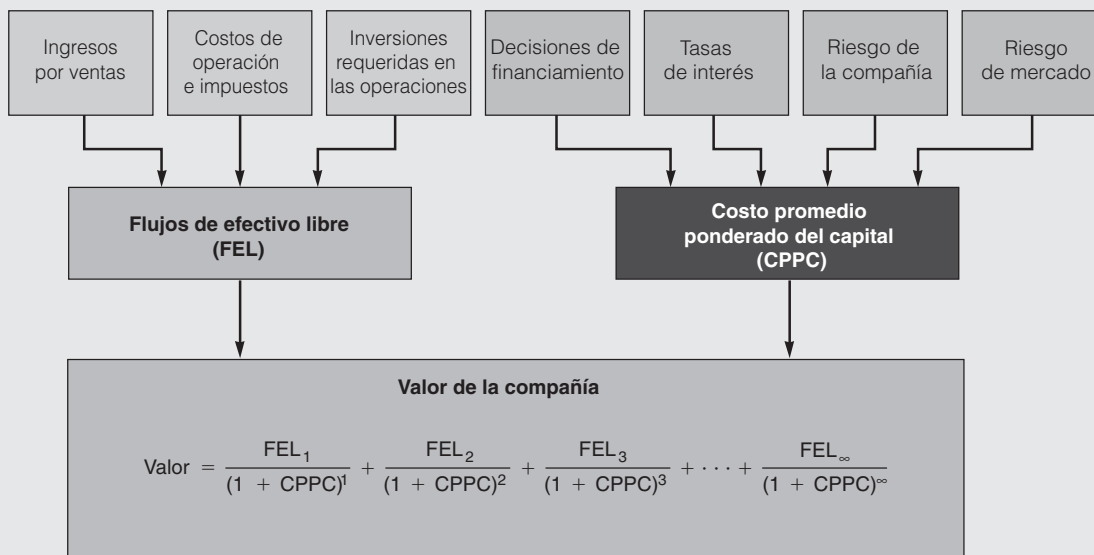 Ingresos
por ventas
Costos de
operación
e impuestos
Inversiones
requeridas en
las operaciones
Decisiones de
financiamiento
Tasas
de interés
Riesgo de
la compañía
Riesgo
de mercado
Flujos de efectivo libre
(FEL)
Costo promedio
ponderado del capital
(CPPC)
Valor de la compañía
Valor = FEL₁ / (1 + CPPC)¹ + FEL₂ / (1 + CPPC)² + FEL₃ / (1 + CPPC)³ + · · · + FEL∞ / (1 + CPPC)^∞